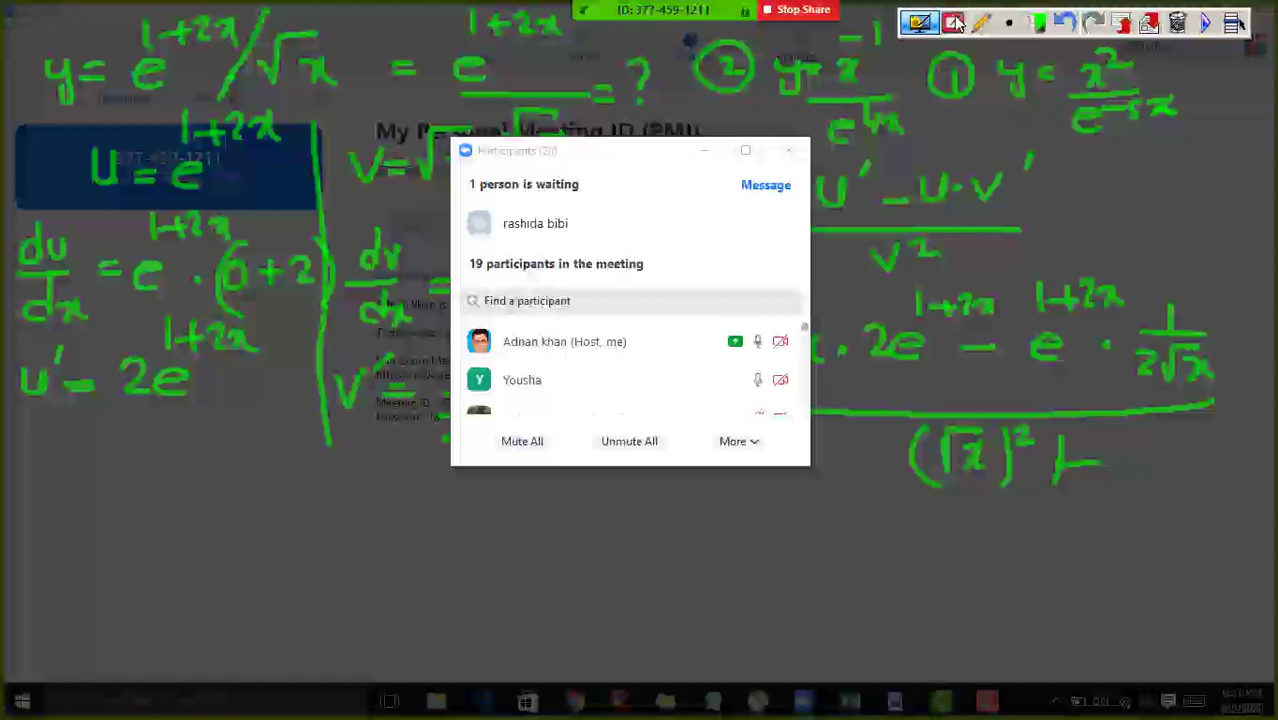 ID: 377-459-1211 Stop Share
y = e^{1+2x}/√x = e^{1+2x} = ? ② y = x^{-1} ① y = x²/e^{-5x}
377-459-1211
My Personal Meeting ID (PMI)
u = e^{1+2x}
v = √
u' - u·v'
v²
du/dx = e^{1+2x} · (0+2)
dv/dx =
· 2e^{1+2x} - e^{1+2x} · 1/2√x
(√x)²
u' = 2e^{1+2x}
v' =
Participants (20)
1 person is waiting Message
rashida bibi
19 participants in the meeting
Find a participant
Adnan khan (Host, me)
Y Yousha
Mute All Unmute All More